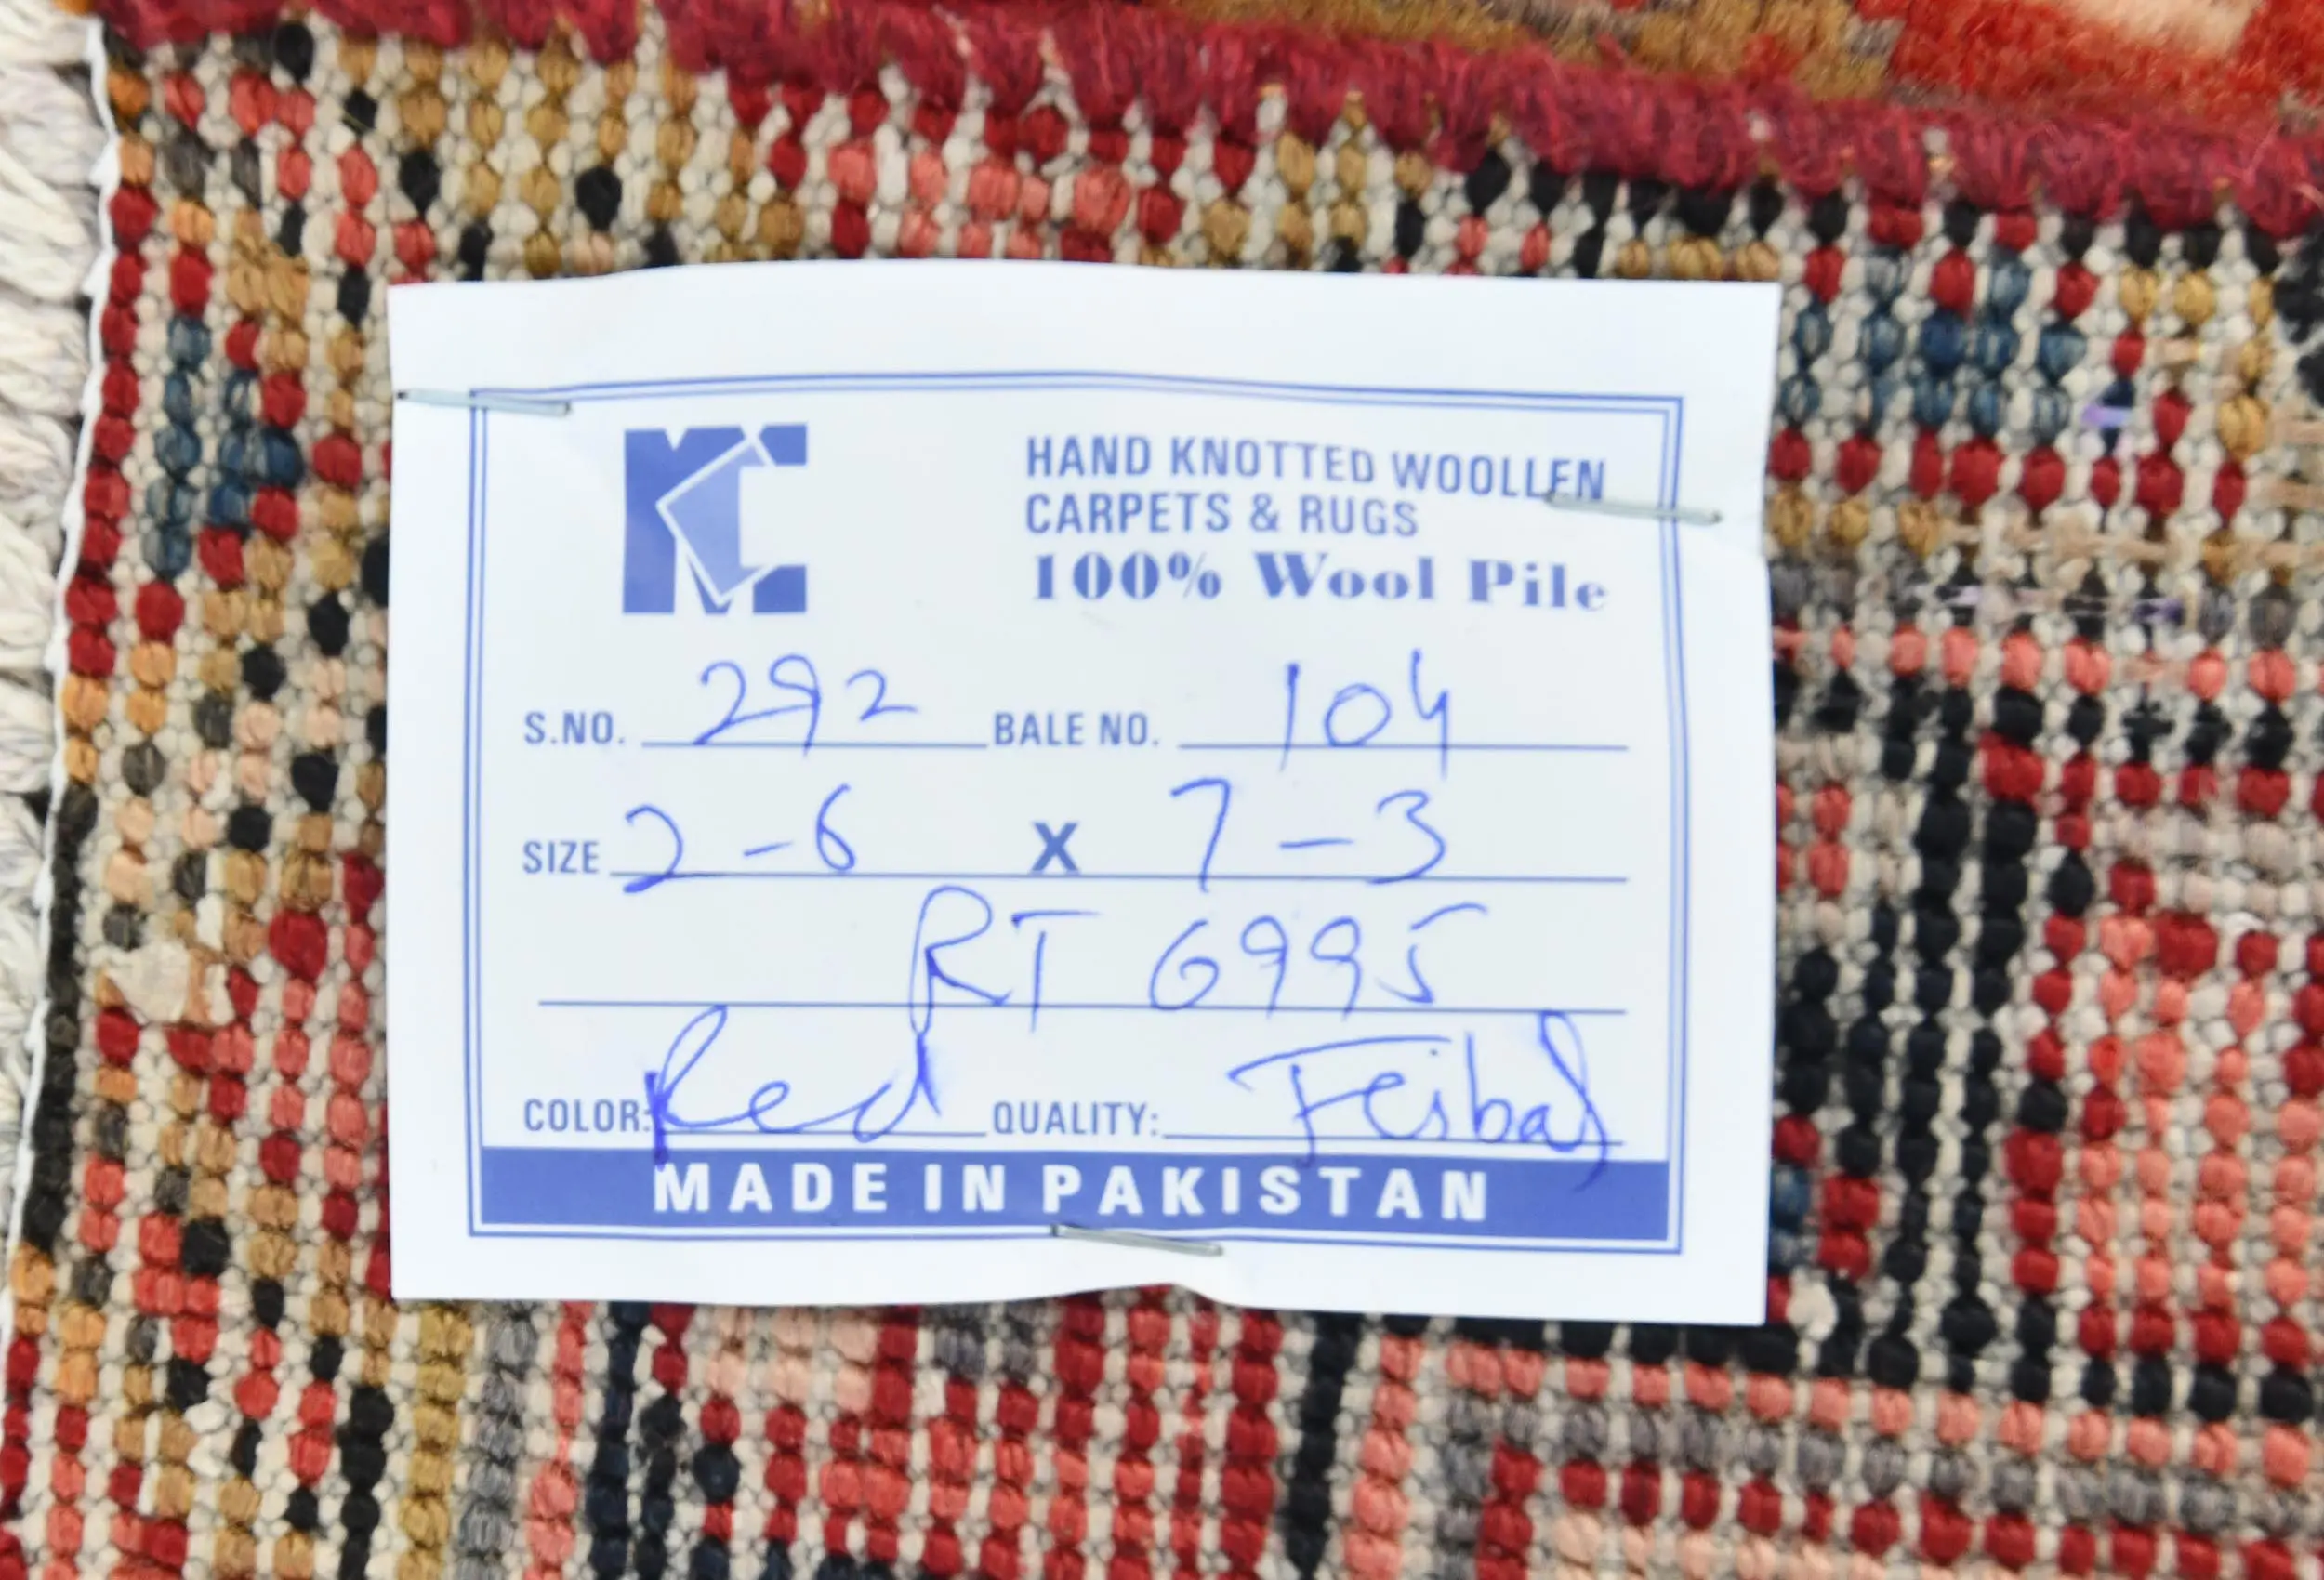 MC
HAND KNOTTED WOOLLEN
CARPETS & RUGS
100% Wool Pile
S.NO. 292 BALE NO. 104
SIZE 2-6 X 7-3
RT 6995
COLOR: Red QUALITY:
MADE IN PAKISTAN